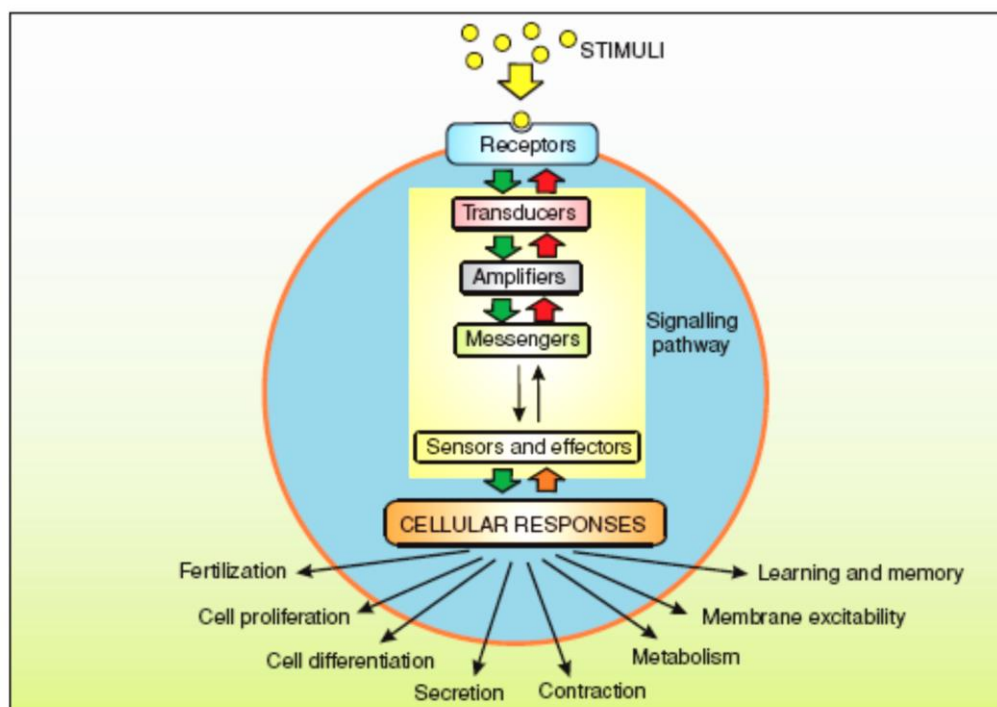 STIMULI
Receptors
Transducers
Amplifiers
Messengers
Signalling
pathway
Sensors and effectors
CELLULAR RESPONSES
Fertilization
Learning and memory
Cell proliferation
Membrane excitability
Cell differentiation
Metabolism
Secretion
Contraction